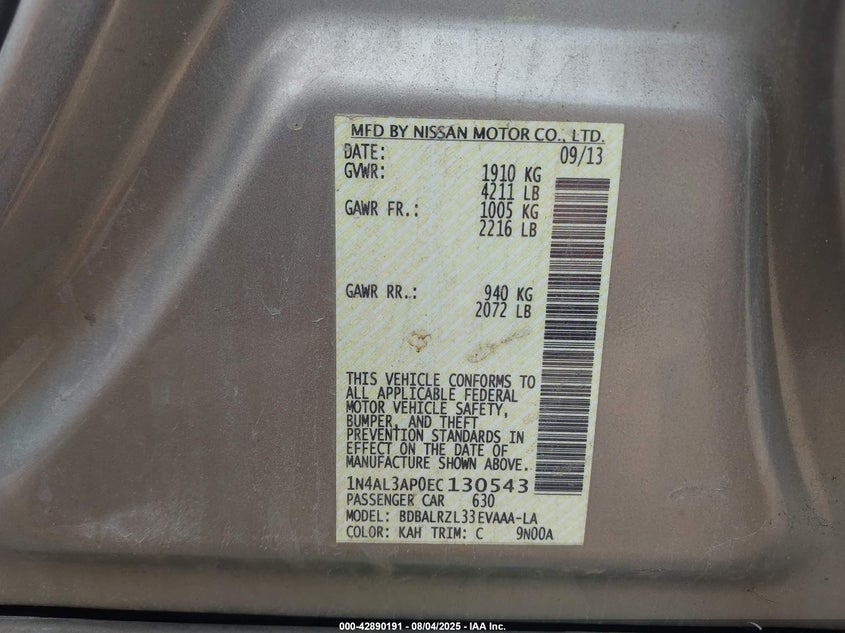 MFD BY NISSAN MOTOR CO., LTD.
DATE: 09/13
GVWR: 1910 KG
4211 LB
GAWR FR.: 1005 KG
2216 LB
GAWR RR.: 940 KG
2072 LB
THIS VEHICLE CONFORMS TO
ALL APPLICABLE FEDERAL
MOTOR VEHICLE SAFETY,
BUMPER, AND THEFT
PREVENTION STANDARDS IN
EFFECT ON THE DATE OF
MANUFACTURE SHOWN ABOVE.
1N4AL3AP0EC130543
PASSENGER CAR 630
MODEL: BDBALRZL33EVAAA-LA
COLOR: KAH TRIM: C 9N00A
000-42890191 - 08/04/2025 - IAA Inc.